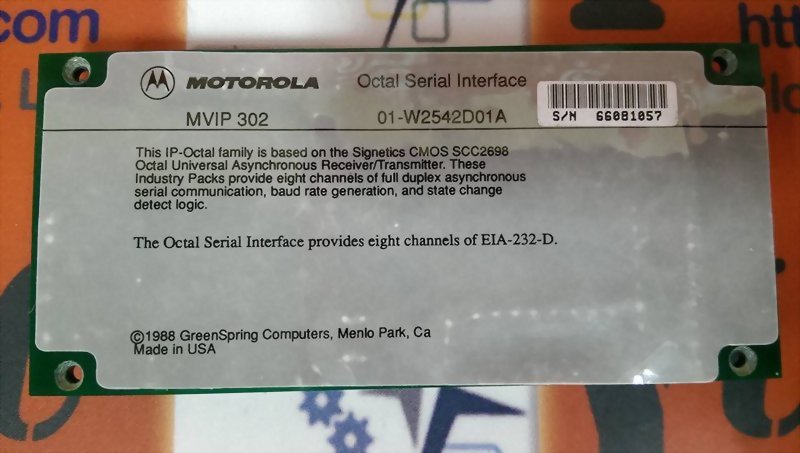 com
htt
MOTOROLA Octal Serial Interface
MVIP 302 01-W2542D01A
S/N 66081057
This IP-Octal family is based on the Signetics CMOS SCC2698
Octal Universal Asynchronous Receiver/Transmitter. These
Industry Packs provide eight channels of full duplex asynchronous
serial communication, baud rate generation, and state change
detect logic.
The Octal Serial Interface provides eight channels of EIA-232-D.
©1988 GreenSpring Computers, Menlo Park, Ca
Made in USA